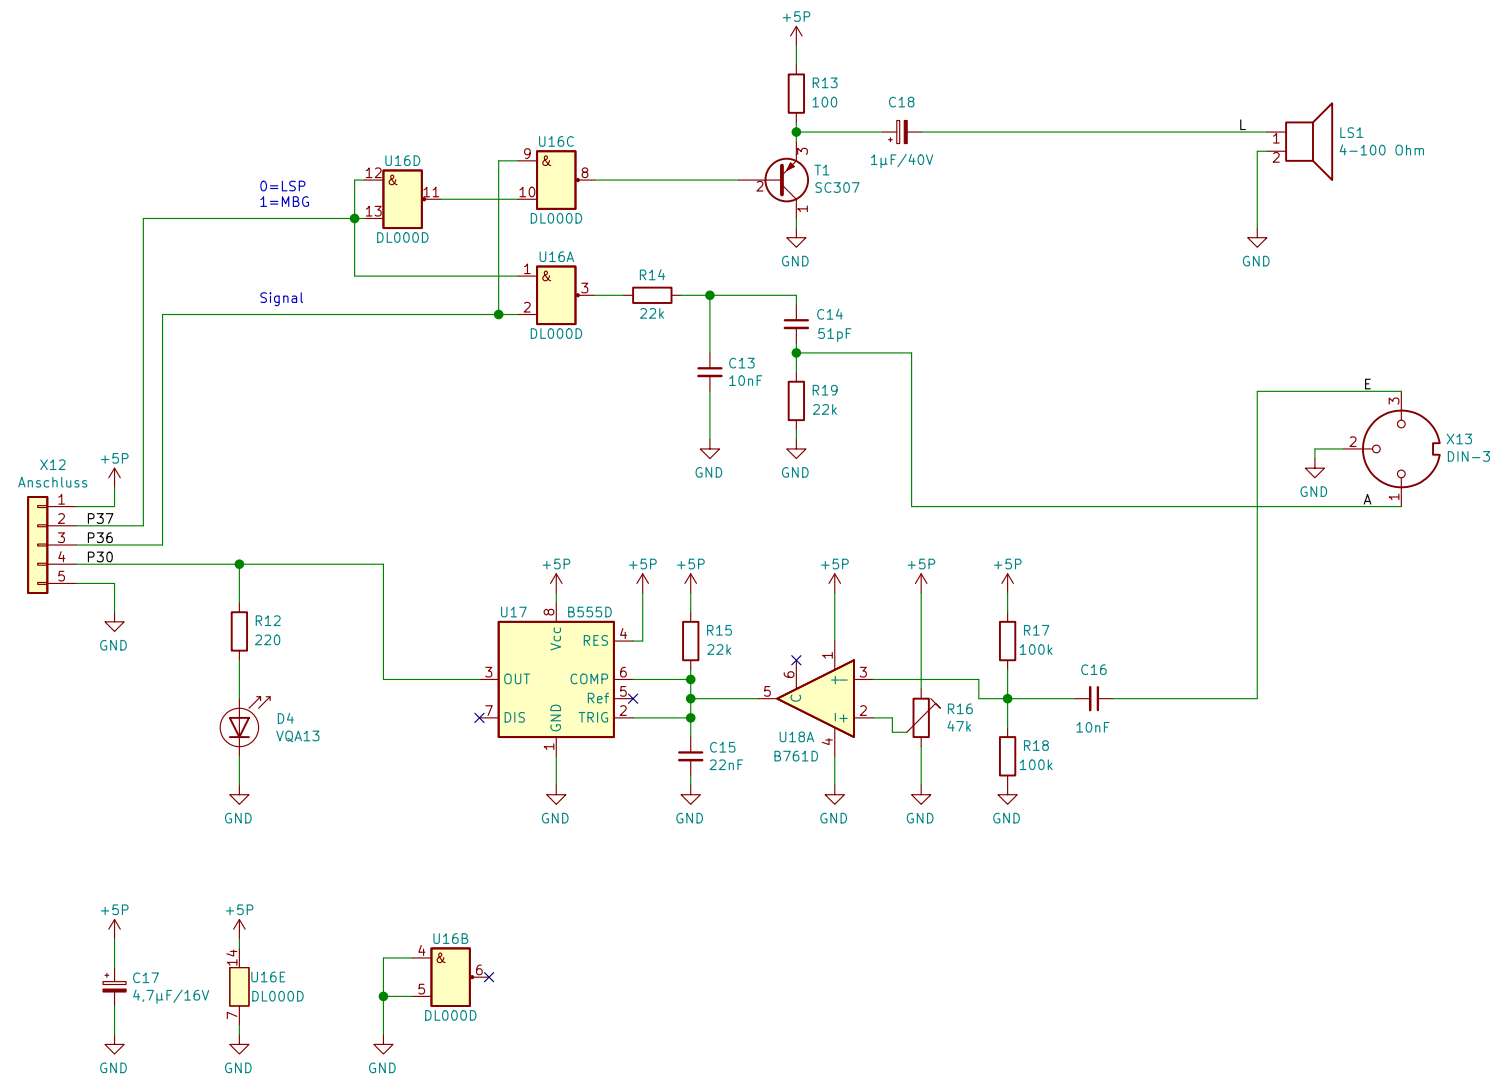 +5P
R13
100
C18
1µF/40V
L
LS1
4-100 Ohm
1
2
GND
3
T1
SC307
2
1
GND
U16C
9
&
10
8
DL000D
U16D
12
&
13
11
DL000D
0=LSP
1=MBG
U16A
1
&
2
3
DL000D
Signal
R14
22k
C14
51pF
C13
10nF
R19
22k
GND
GND
E
3
2
X13
DIN-3
GND
A
1
X12
Anschluss
+5P
1
2
P37
3
P36
4
P30
5
GND
R12
220
D4
VQA13
GND
+5P
+5P
+5P
+5P
+5P
+5P
U17
B555D
8
Vcc
RES
4
3
OUT
COMP
6
Ref
5
7
DIS
TRIG
2
GND
1
GND
R15
22k
C15
22nF
GND
1
6
C
5
3
2
4
U18A
B761D
GND
R16
47k
GND
R17
100k
R18
100k
GND
C16
10nF
+5P
C17
4,7µF/16V
GND
+5P
14
U16E
DL000D
7
GND
U16B
4
&
5
6
DL000D
GND